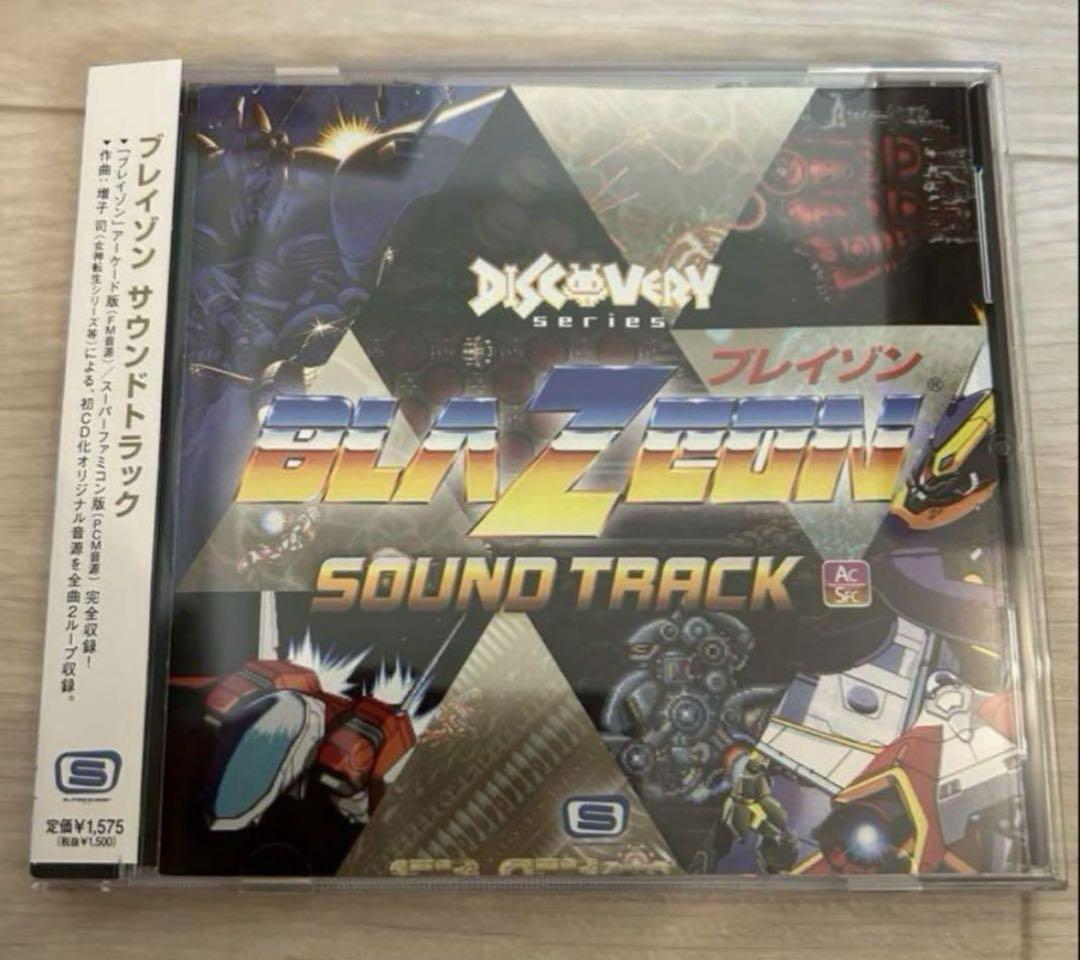 ブレイゾン サウンドトラック
▼「ブレイゾン」アーケード版(FM音源)/スーパーファミコン版(PCM音源) 完全収録!
▼作曲:増子 司(女神転生シリーズ等)による、初CD化オリジナル音源を全曲2ループ収録。
S
定価¥1,575
(税抜¥1,500)
DISCOVERY
series
ブレイゾン
®
BLAZEON
SOUND TRACK
AC
SFC
S